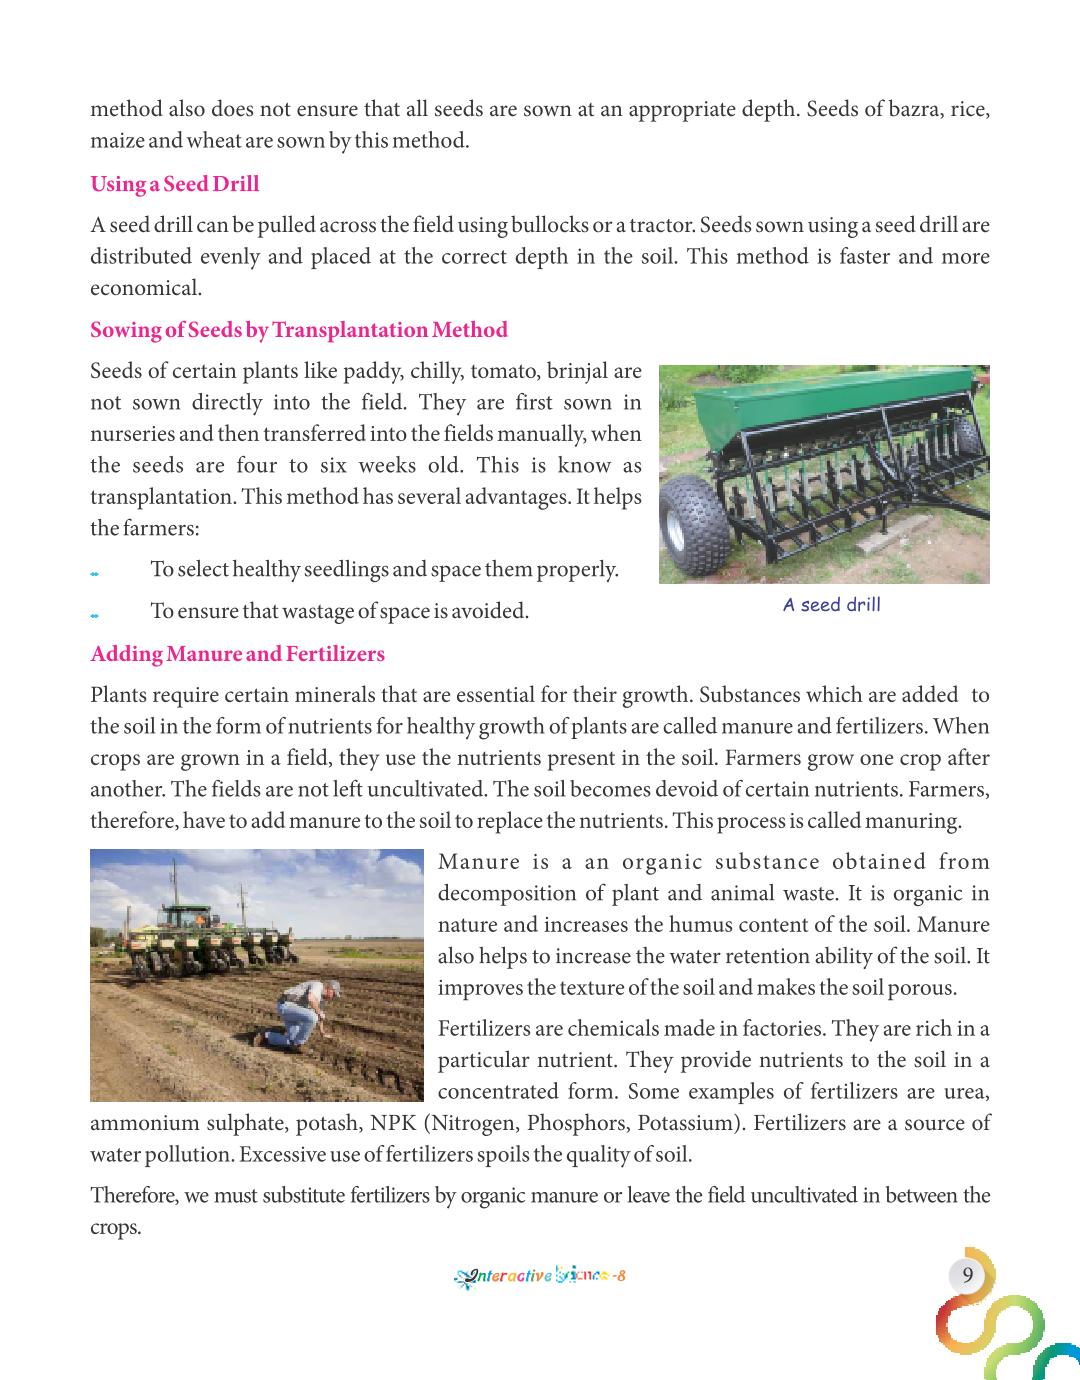 method also does not ensure that all seeds are sown at an appropriate depth. Seeds of bazra, rice,
maize and wheat are sown by this method.
Using a Seed Drill
A seed drill can be pulled across the field using bullocks or a tractor. Seeds sown using a seed drill are
distributed evenly and placed at the correct depth in the soil. This method is faster and more
economical.
Sowing of Seeds by Transplantation Method
Seeds of certain plants like paddy, chilly, tomato, brinjal are
not sown directly into the field. They are first sown in
nurseries and then transferred into the fields manually, when
the seeds are four to six weeks old. This is know as
transplantation. This method has several advantages. It helps
the farmers:
To select healthy seedlings and space them properly.
To ensure that wastage of space is avoided.
A seed drill
Adding Manure and Fertilizers
Plants require certain minerals that are essential for their growth. Substances which are added to
the soil in the form of nutrients for healthy growth of plants are called manure and fertilizers. When
crops are grown in a field, they use the nutrients present in the soil. Farmers grow one crop after
another. The fields are not left uncultivated. The soil becomes devoid of certain nutrients. Farmers,
therefore, have to add manure to the soil to replace the nutrients. This process is called manuring.
Manure is a an organic substance obtained from
decomposition of plant and animal waste. It is organic in
nature and increases the humus content of the soil. Manure
also helps to increase the water retention ability of the soil. It
improves the texture of the soil and makes the soil porous.
Fertilizers are chemicals made in factories. They are rich in a
particular nutrient. They provide nutrients to the soil in a
concentrated form. Some examples of fertilizers are urea,
ammonium sulphate, potash, NPK (Nitrogen, Phosphors, Potassium). Fertilizers are a source of
water pollution. Excessive use of fertilizers spoils the quality of soil.
Therefore, we must substitute fertilizers by organic manure or leave the field uncultivated in between the
crops.
Interactive Science-8
9